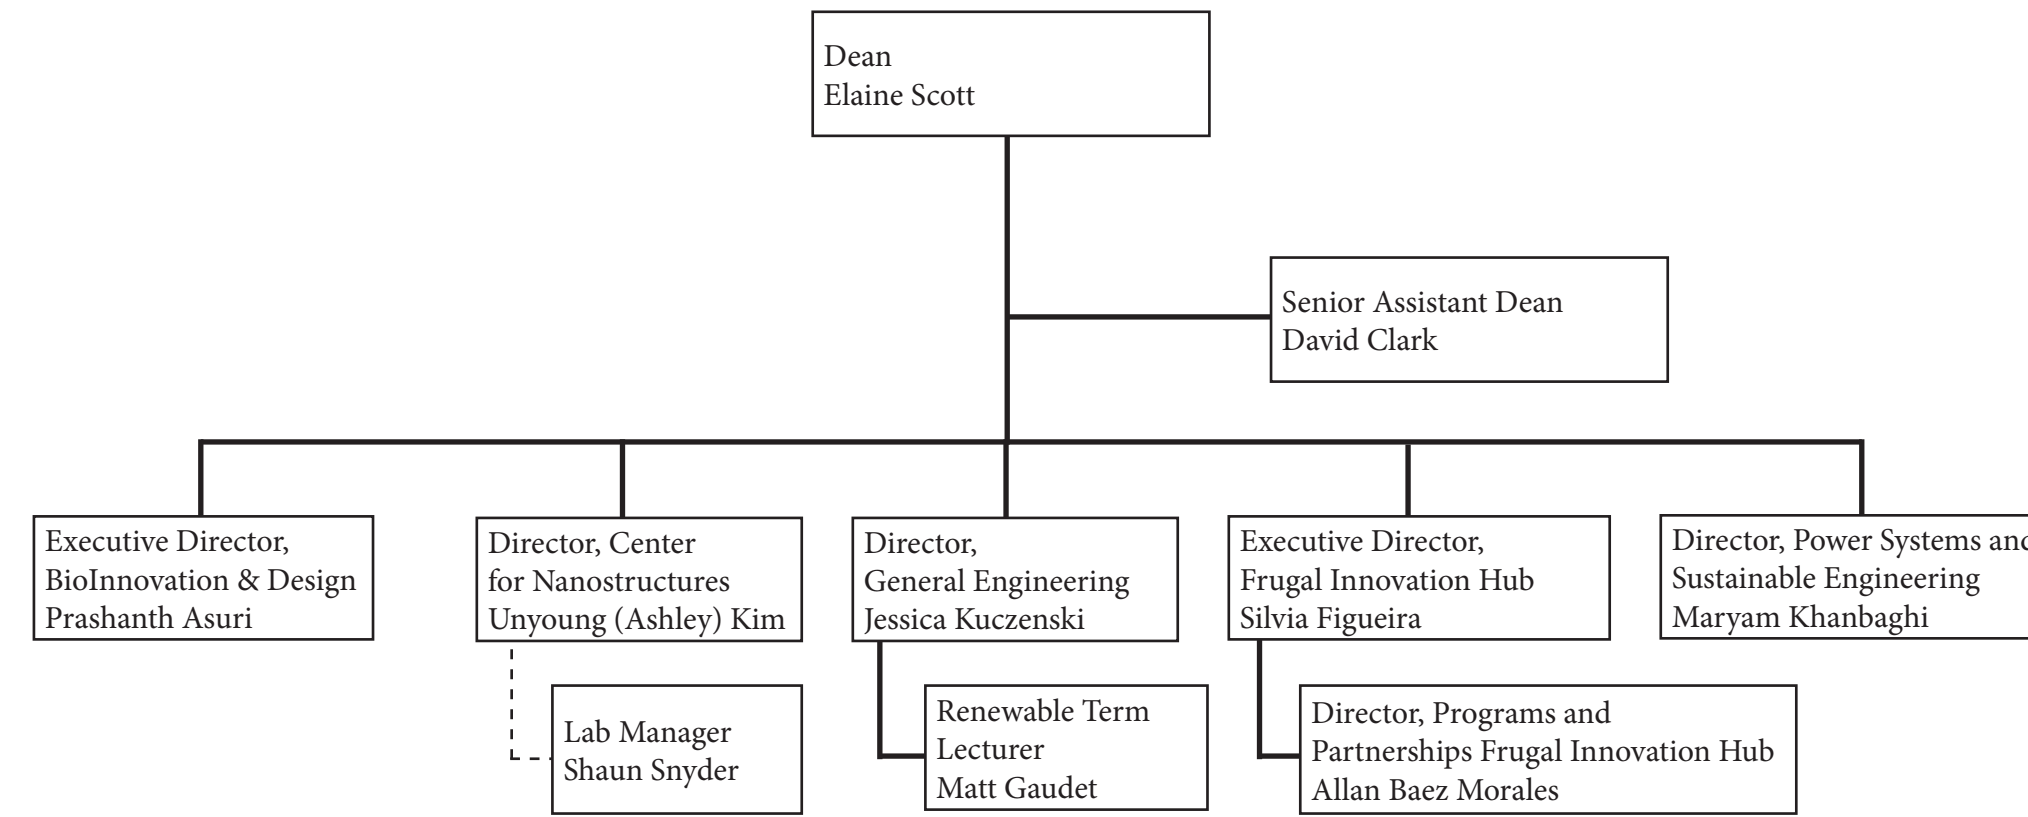 Dean
Elaine Scott
Senior Assistant Dean
David Clark
Executive Director,
BioInnovation & Design
Prashanth Asuri
Director, Center
for Nanostructures
Unyoung (Ashley) Kim
Director,
General Engineering
Jessica Kuczenski
Executive Director,
Frugal Innovation Hub
Silvia Figueira
Director, Power Systems and
Sustainable Engineering
Maryam Khanbaghi
Lab Manager
Shaun Snyder
Renewable Term
Lecturer
Matt Gaudet
Director, Programs and
Partnerships Frugal Innovation Hub
Allan Baez Morales